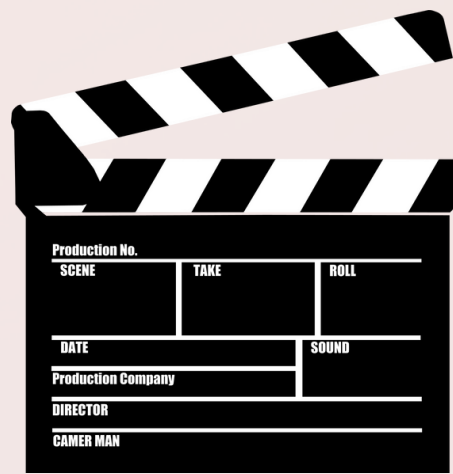 Production No.
SCENE TAKE ROLL
DATE SOUND
Production Company
DIRECTOR
CAMER MAN